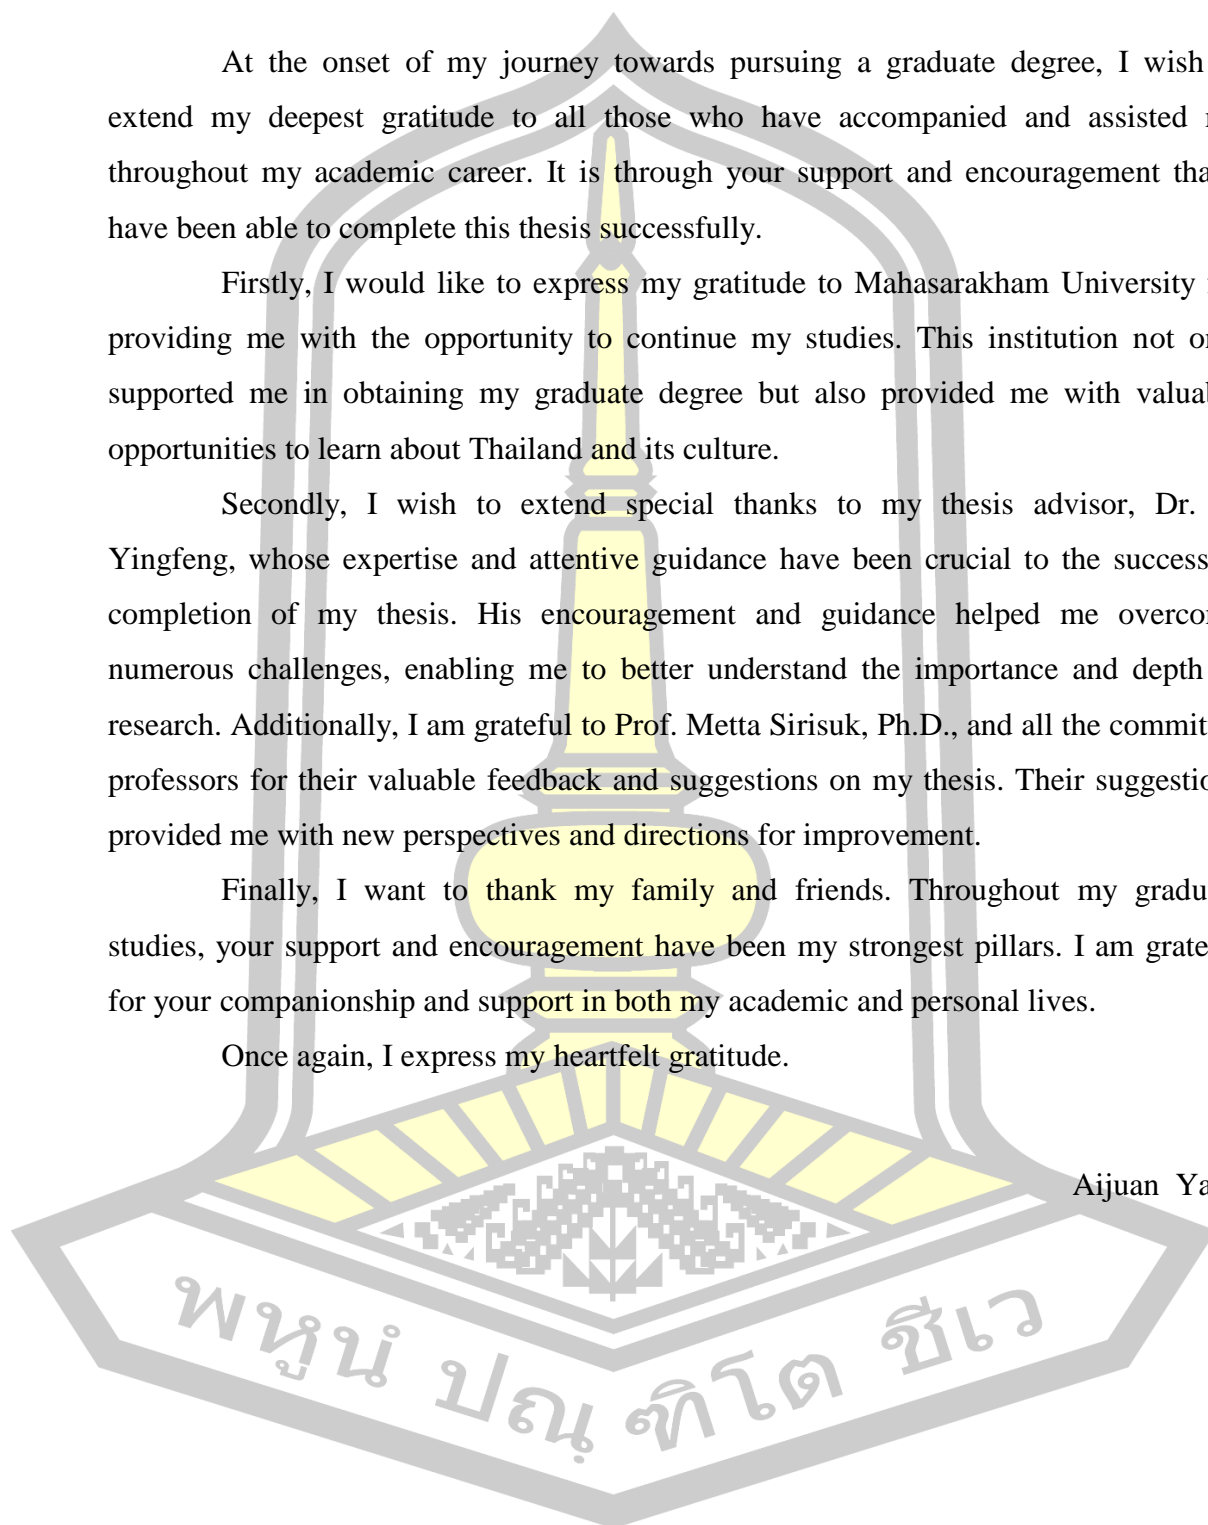 At the onset of my journey towards pursuing a graduate degree, I wish
extend my deepest gratitude to all those who have accompanied and assisted
throughout my academic career. It is through your support and encouragement
have been able to complete this thesis successfully.
Firstly, I would like to express my gratitude to Mahasarakham University
providing me with the opportunity to continue my studies. This institution not
supported me in obtaining my graduate degree but also provided me with
opportunities to learn about Thailand and its culture.
Secondly, I wish to extend special thanks to my thesis advisor, Dr.
Yingfeng, whose expertise and attentive guidance have been crucial to the success
completion of my thesis. His encouragement and guidance helped me
numerous challenges, enabling me to better understand the importance and depth
research. Additionally, I am grateful to Prof. Metta Sirisuk, Ph.D., and all the
professors for their valuable feedback and suggestions on my thesis. Their
provided me with new perspectives and directions for improvement.
Finally, I want to thank my family and friends. Throughout my
studies, your support and encouragement have been my strongest pillars. I am
for your companionship and support in both my academic and personal lives.
Once again, I express my heartfelt gratitude.
Aijuan
พหูนํ ปณฺฑิโต ชีเว